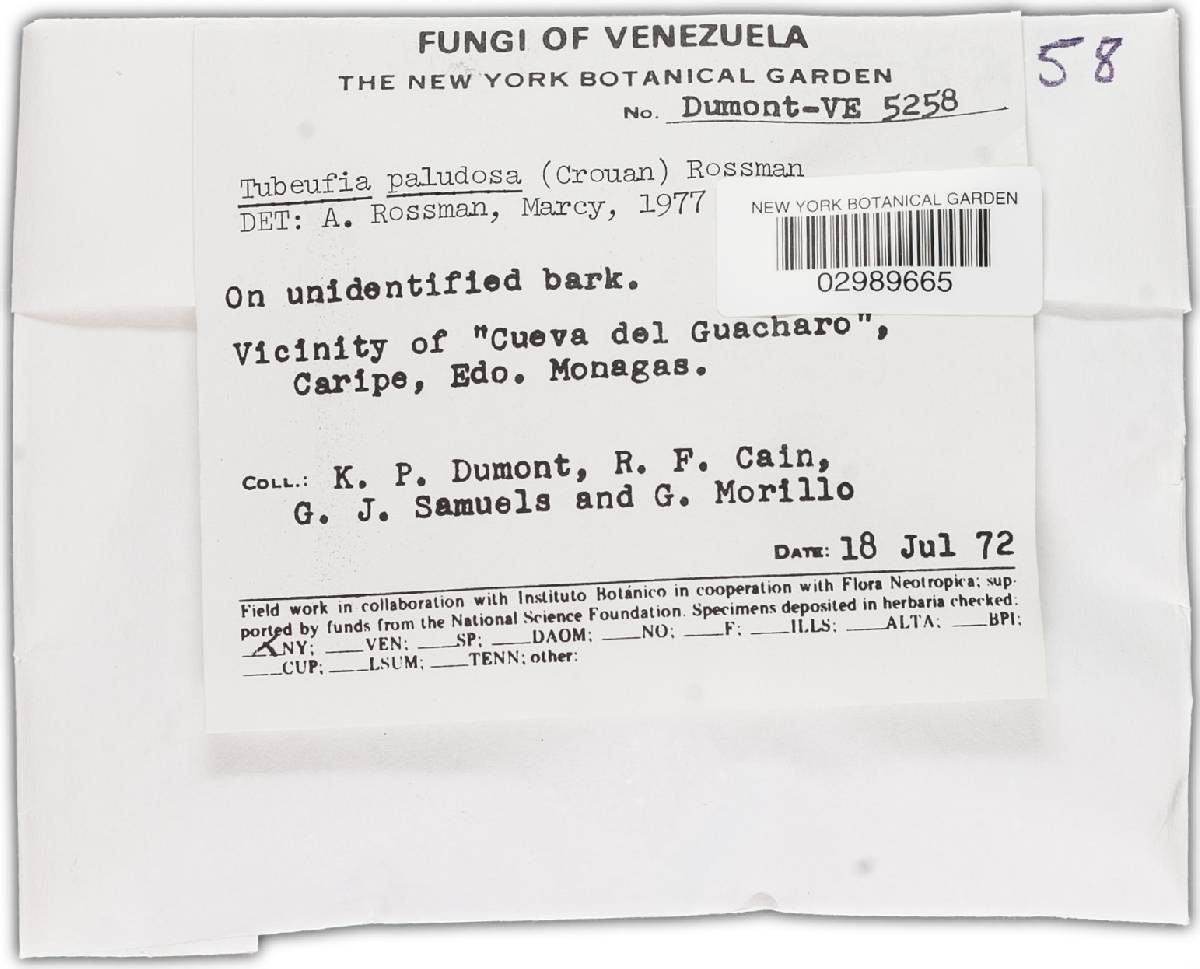 FUNGI OF VENEZUELA
58
THE NEW YORK BOTANICAL GARDEN
No. Dumont-VE 5258
Tubeufia paludosa (Crouan) Rossman
DET: A. Rossman, Marcy, 1977
NEW YORK BOTANICAL GARDEN
02989665
On unidentified bark.
Vicinity of "Cueva del Guacharo",
Caripe, Edo. Monagas.
COLL.: K. P. Dumont, R. F. Cain,
G. J. Samuels and G. Morillo
DATE: 18 Jul 72
Field work in collaboration with Instituto Botánico in cooperation with Flora Neotropica; sup-
ported by funds from the National Science Foundation. Specimens deposited in herbaria checked:
X NY; ___VEN; ___SP; ___DAOM; ___NO; ___F; ___ILLS; ___ALTA; ___BPI;
___CUP; ___LSUM; ___TENN; other: